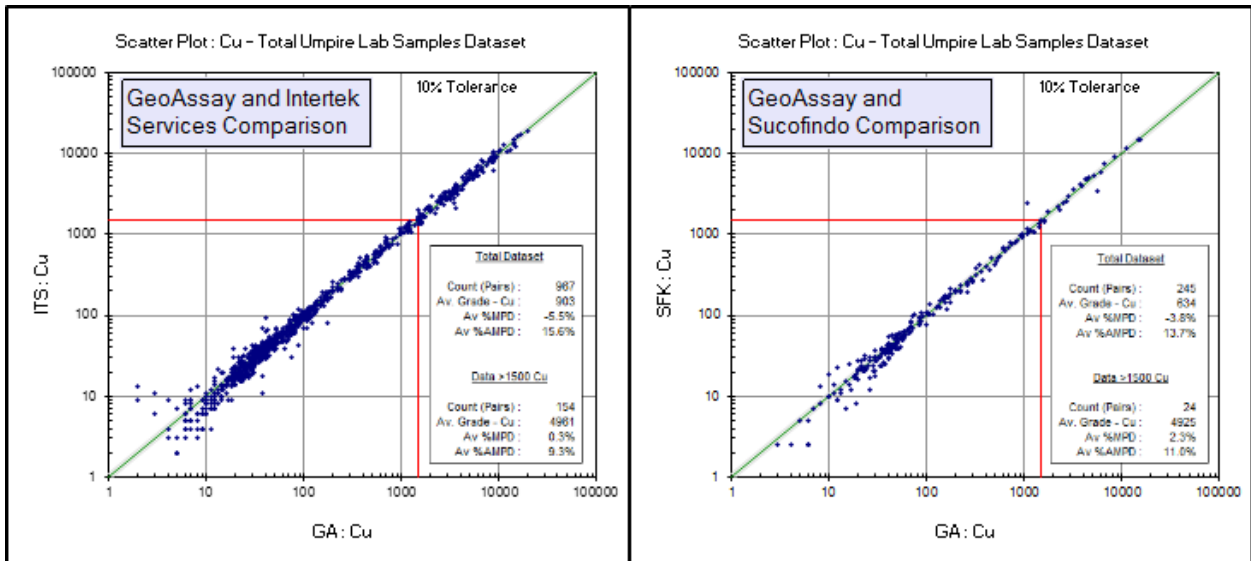 Scatter Plot : Cu - Total Umpire Lab Samples Dataset
100000
10000
1000
100
10
1
ITS : Cu
GeoAssay and Intertek
Services Comparison
10% Tolerance
Total Dataset
Count (Pairs) : 967
Av. Grade - Cu : 903
Av %MPD : -5.5%
Av %AMPD : 15.6%
Data >1500 Cu
Count (Pairs) : 154
Av. Grade - Cu : 4961
Av %MPD : 0.3%
Av %AMPD : 9.3%
1 10 100 1000 10000 100000
GA : Cu
Scatter Plot : Cu - Total Umpire Lab Samples Dataset
100000
10000
1000
100
10
1
SFK : Cu
GeoAssay and
Sucofindo Comparison
10% Tolerance
Total Dataset
Count (Pairs) : 245
Av. Grade - Cu : 634
Av %MPD : -3.8%
Av %AMPD : 13.7%
Data >1500 Cu
Count (Pairs) : 24
Av. Grade - Cu : 4925
Av %MPD : 2.3%
Av %AMPD : 11.0%
1 10 100 1000 10000 100000
GA : Cu